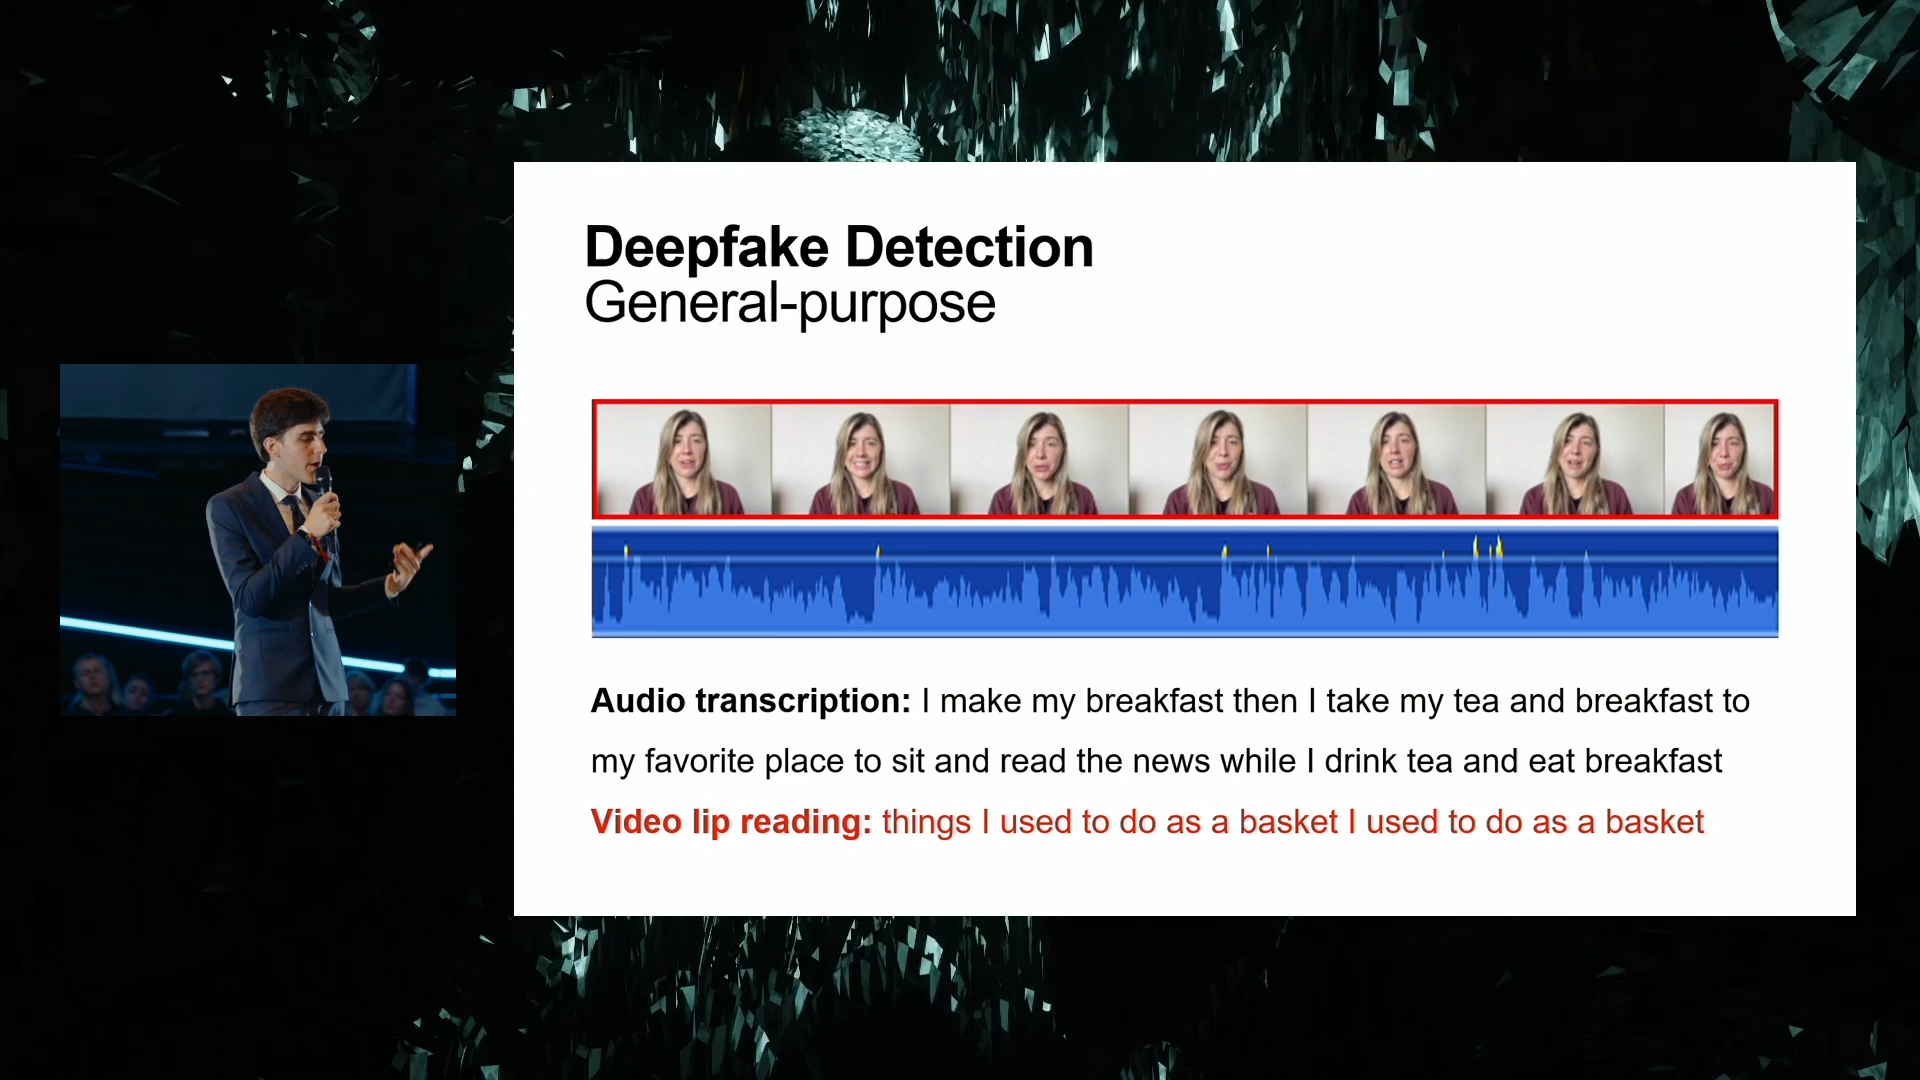 Deepfake Detection
General-purpose
Audio transcription: I make my breakfast then I take my tea and breakfast to
my favorite place to sit and read the news while I drink tea and eat breakfast
Video lip reading: things I used to do as a basket I used to do as a basket